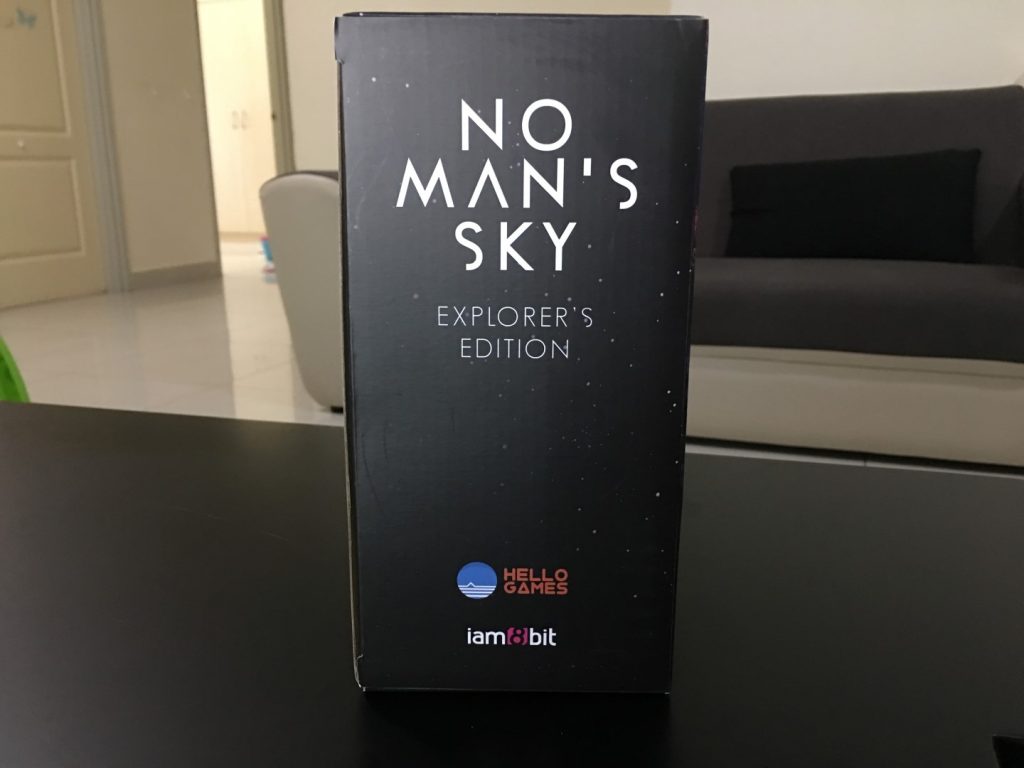 NO
MAN'S
SKY
EXPLORER'S
EDITION
HELLO
GAMES
iam8bit